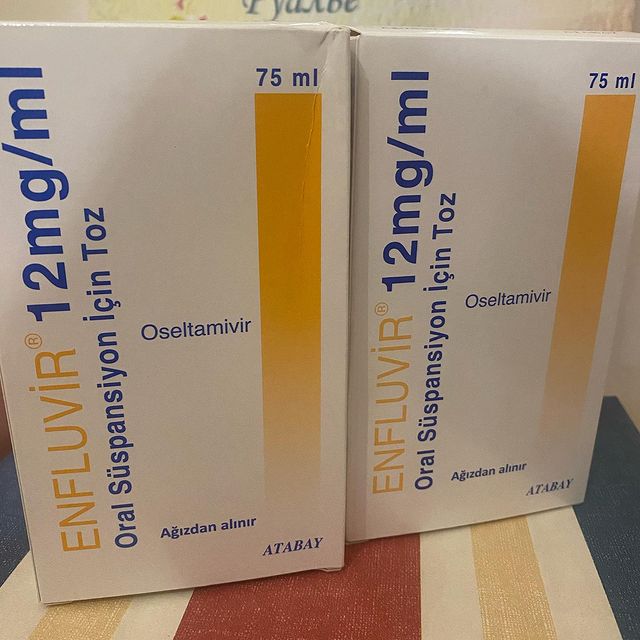 75 ml
ENFLUVİR® 12mg/ml
Oral Süspansiyon İçin Toz
Oseltamivir
Ağızdan alınır
ATABAY
75 ml
ENFLUVİR® 12mg/ml
Oral Süspansiyon İçin Toz
Oseltamivir
Ağızdan alınır
ATABAY